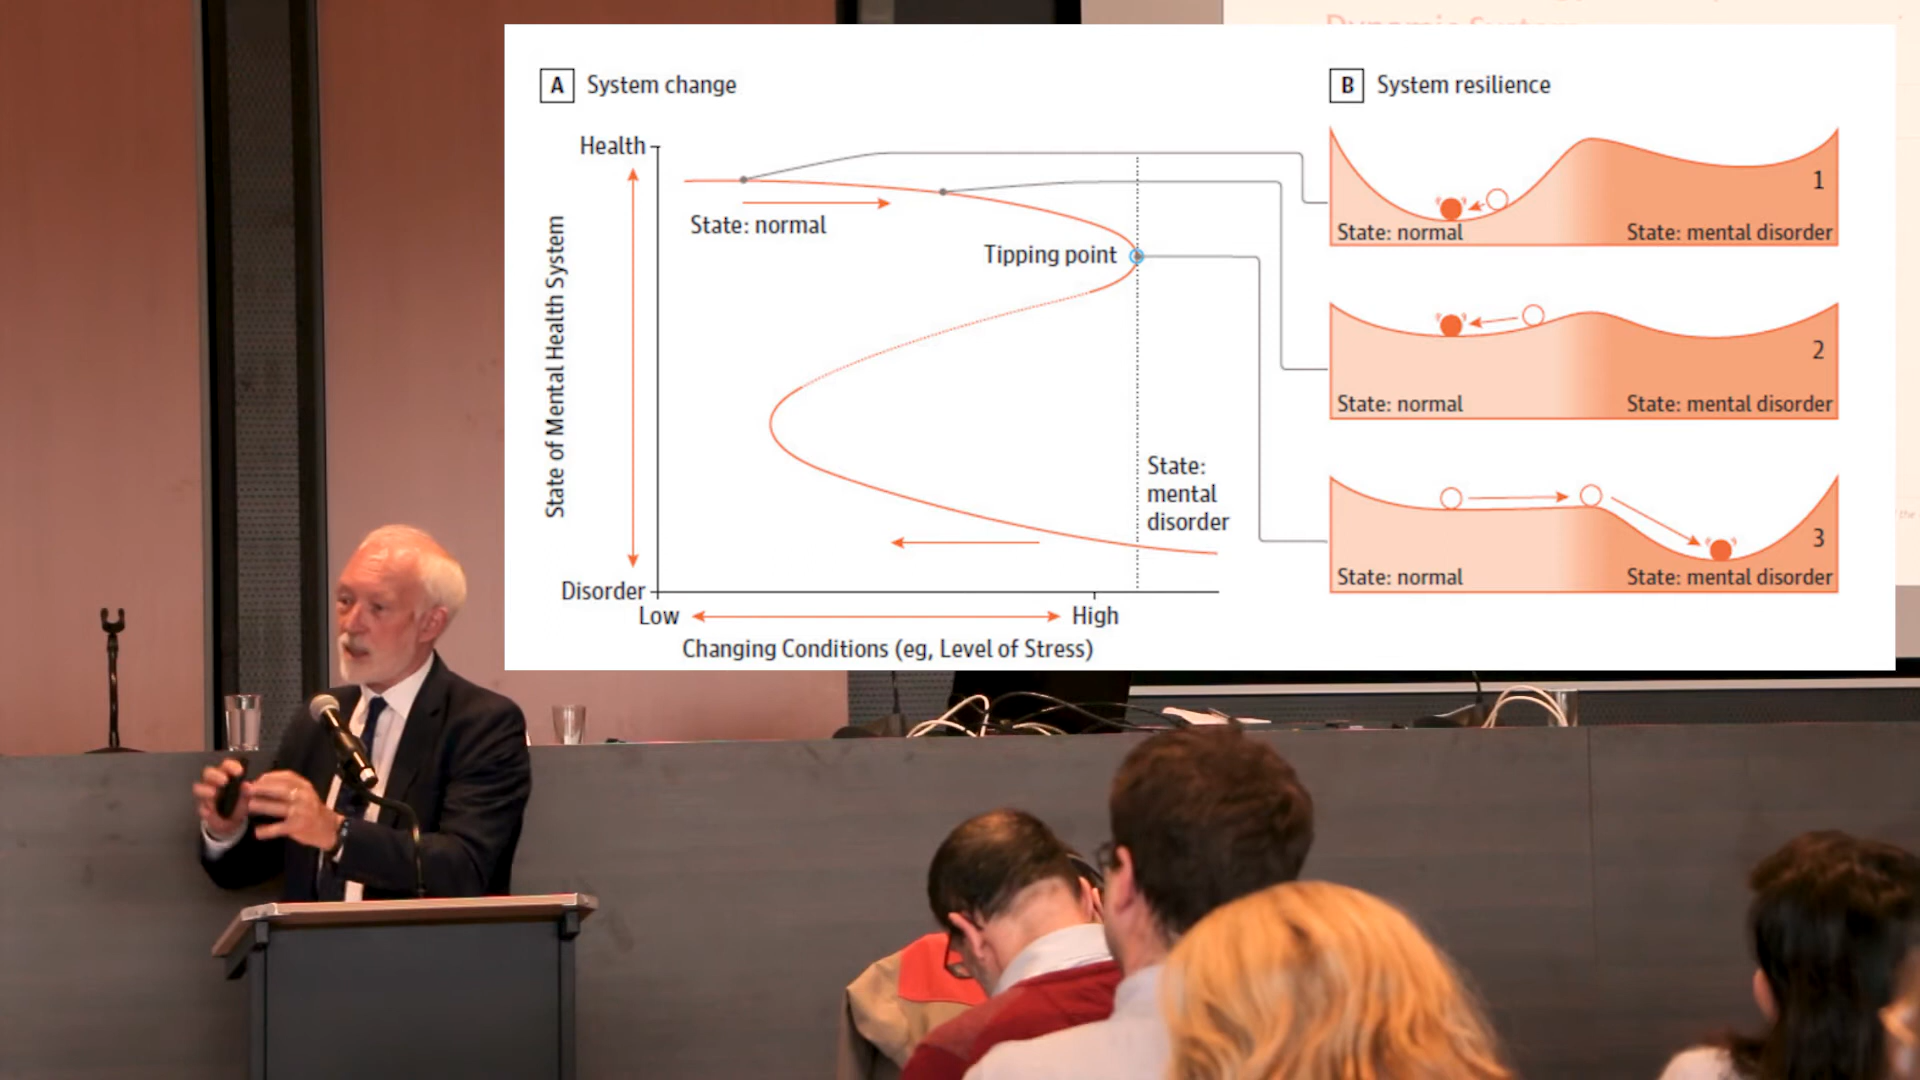 Dynamic System
A System change
B System resilience
Health
State of Mental Health System
State: normal
Tipping point
State:
mental
disorder
Disorder
Low
High
Changing Conditions (eg, Level of Stress)
1
State: normal
State: mental disorder
2
State: normal
State: mental disorder
3
State: normal
State: mental disorder